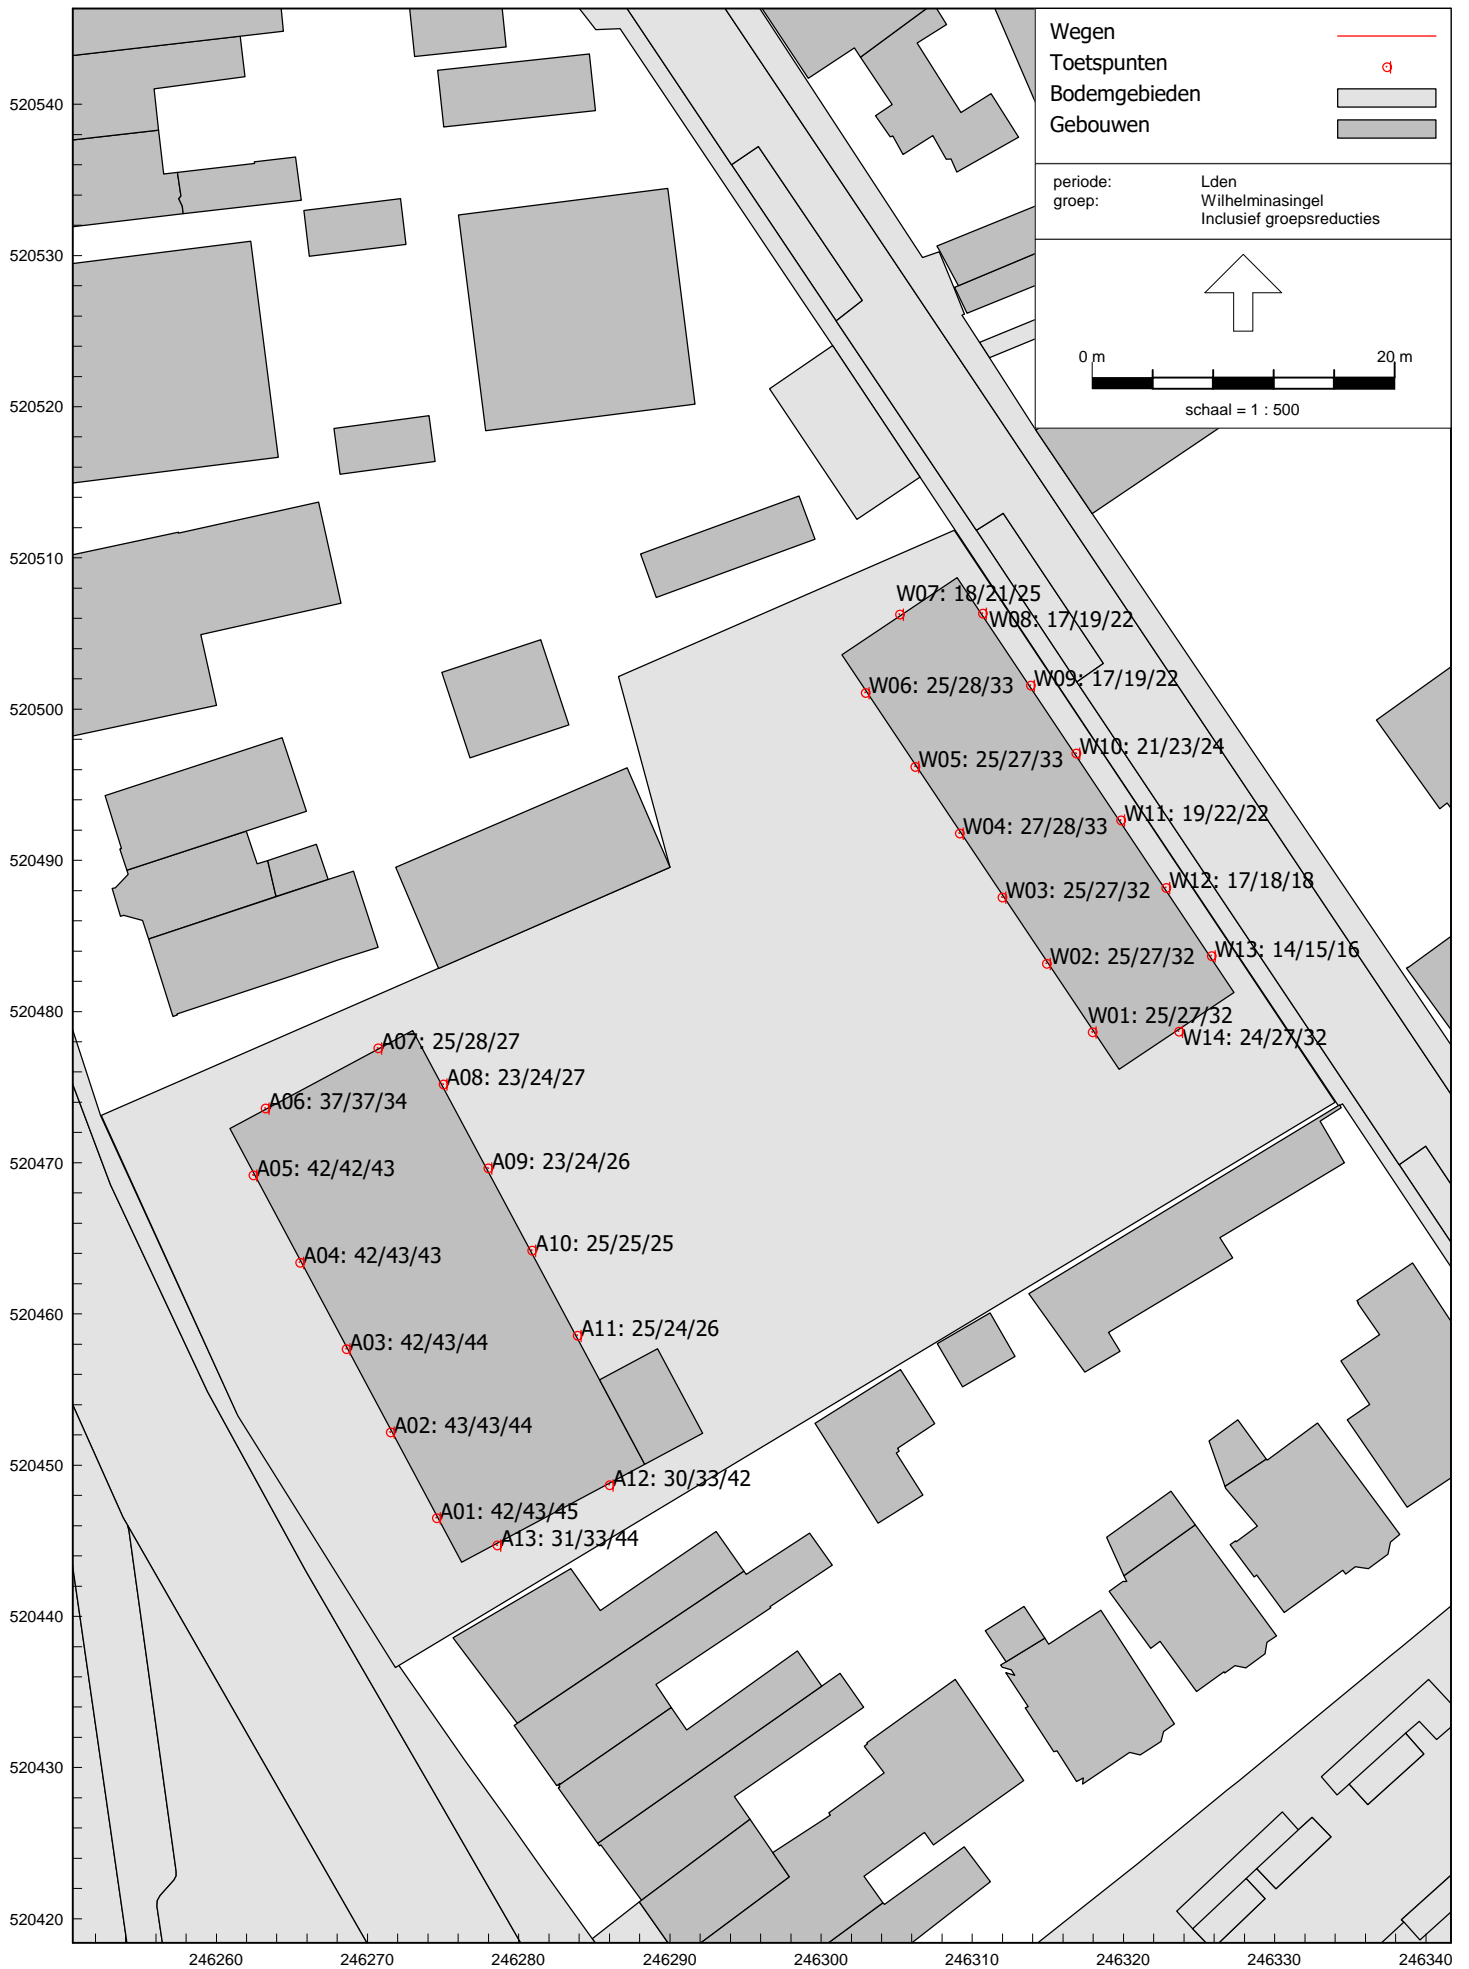 Wegen
Toetspunten
Bodemgebieden
Gebouwen
periode: Lden
groep: Wilhelminasingel
Inclusief groepsreducties
0 m 20 m
schaal = 1 : 500
520540
520530
520520
520510
520500
520490
520480
520470
520460
520450
520440
520430
520420
W07: 18/21/25
W08: 17/19/22
W09: 17/19/22
W06: 25/28/33
W10: 21/23/24
W05: 25/27/33
W11: 19/22/22
W04: 27/28/33
W12: 17/18/18
W03: 25/27/32
W13: 14/15/16
W02: 25/27/32
W01: 25/27/32
W14: 24/27/32
A07: 25/28/27
A08: 23/24/27
A06: 37/37/34
A09: 23/24/26
A05: 42/42/43
A10: 25/25/25
A04: 42/43/43
A11: 25/24/26
A03: 42/43/44
A02: 43/43/44
A12: 30/33/42
A01: 42/43/45
A13: 31/33/44
246260 246270 246280 246290 246300 246310 246320 246330 246340